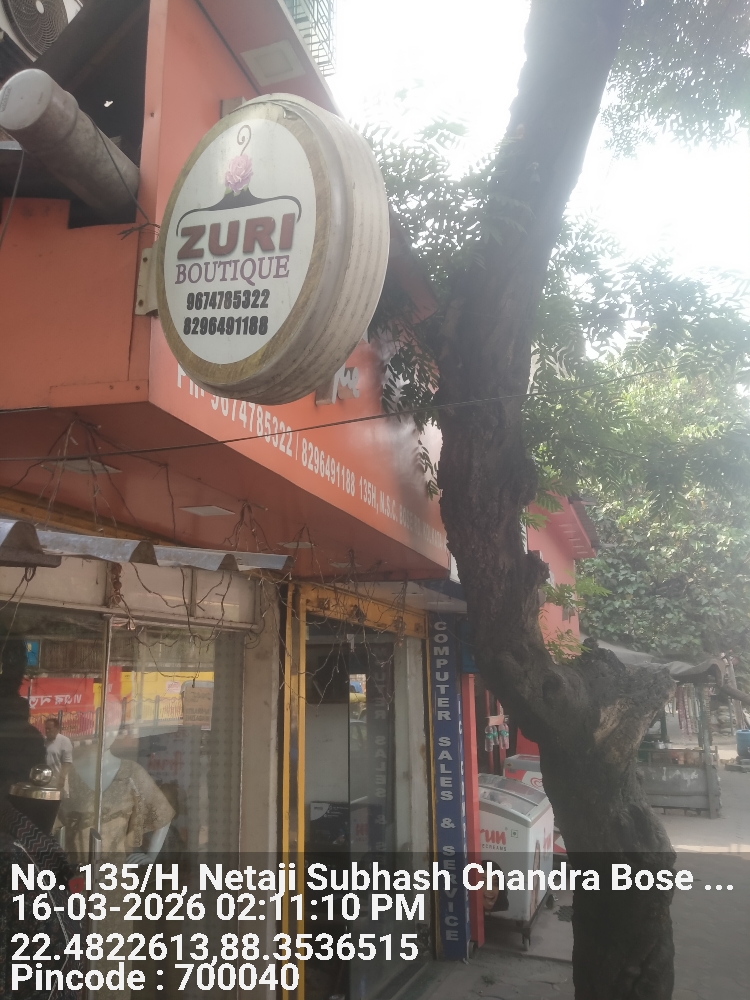 ZURI
BOUTIQUE
9674785322
8296491188
PH- 9674785322 / 8296491188 135H, N.S.C.
COMPUTER SALES & SERVICE
No. 135/H, Netaji Subhash Chandra Bose ...
16-03-2026 02:11:10 PM
22.4822613,88.3536515
Pincode : 700040